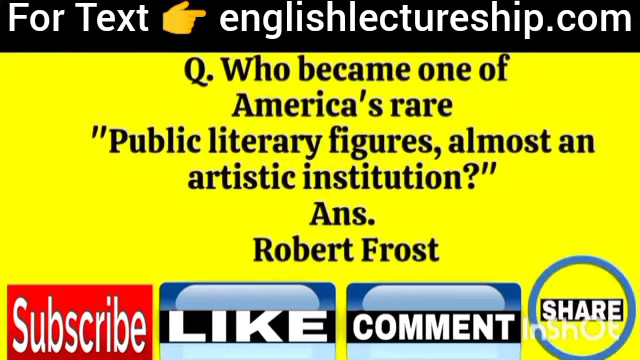 For Text 👉 englishlectureship.com
Q. Who became one of
America's rare
"Public literary figures, almost an
artistic institution?"
Ans.
Robert Frost
Subscribe LIKE COMMENT SHARE
InShOt